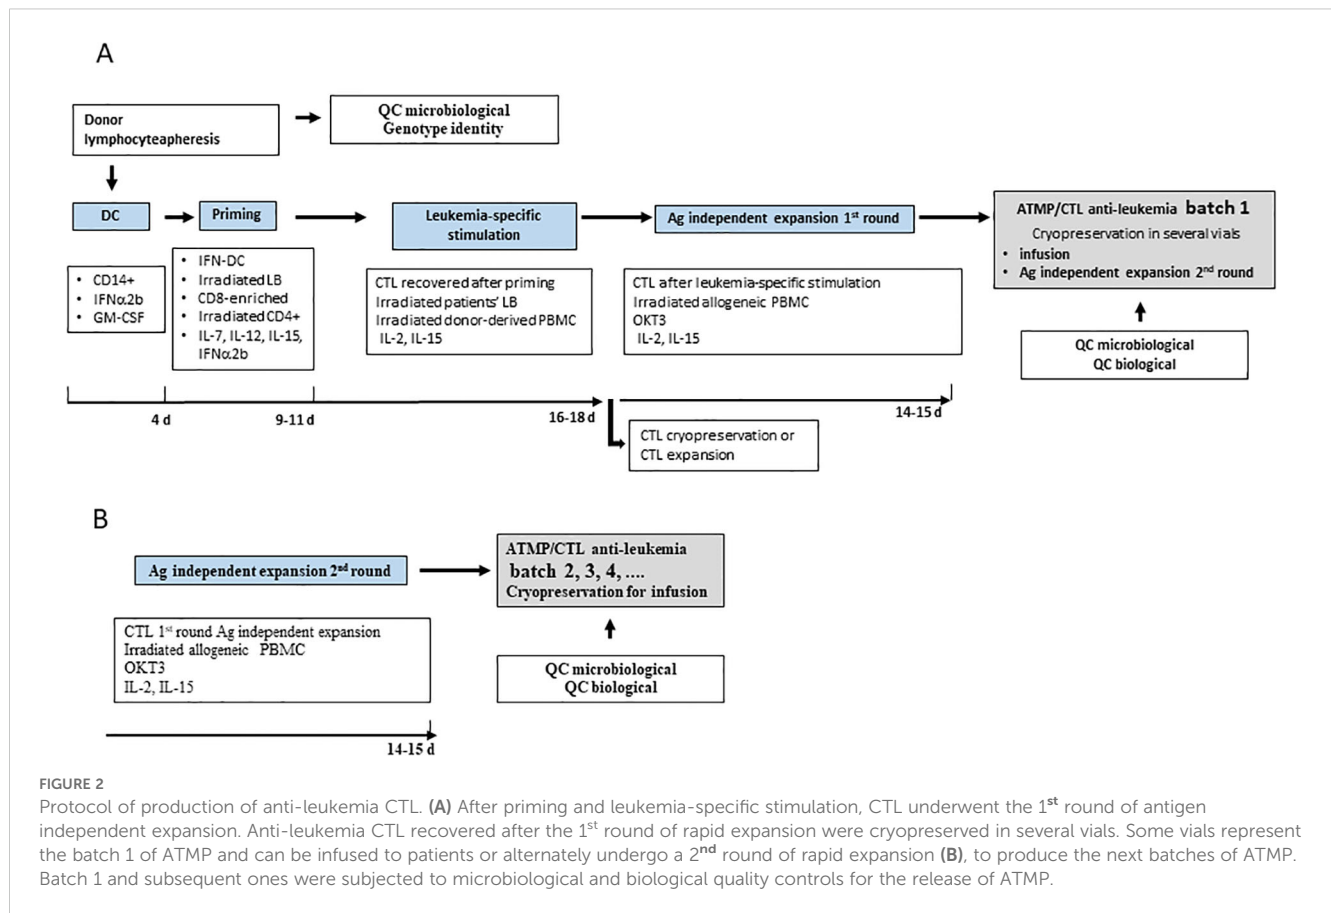 A
Donor
lymphocyteapheresis
QC microbiological
Genotype identity
DC
Priming
Leukemia-specific
stimulation
Ag independent expansion 1st round
ATMP/CTL anti-leukemia batch 1
Cryopreservation in several vials
• infusion
• Ag independent expansion 2nd round
• CD14+
• IFNα2b
• GM-CSF
• IFN-DC
• Irradiated LB
• CD8-enriched
• Irradiated CD4+
• IL-7, IL-12, IL-15,
IFNα2b
CTL recovered after priming
Irradiated patients' LB
Irradiated donor-derived PBMC
IL-2, IL-15
CTL after leukemia-specific stimulation
Irradiated allogeneic PBMC
OKT3
IL-2, IL-15
QC microbiological
QC biological
4 d
9-11 d
16-18 d
14-15 d
CTL cryopreservation or
CTL expansion
B
Ag independent expansion 2nd round
ATMP/CTL anti-leukemia
batch 2, 3, 4, ....
Cryopreservation for infusion
CTL 1st round Ag independent expansion
Irradiated allogeneic PBMC
OKT3
IL-2, IL-15
QC microbiological
QC biological
14-15 d
FIGURE 2
Protocol of production of anti-leukemia CTL. (A) After priming and leukemia-specific stimulation, CTL underwent the 1st round of antigen
independent expansion. Anti-leukemia CTL recovered after the 1st round of rapid expansion were cryopreserved in several vials. Some vials represent
the batch 1 of ATMP and can be infused to patients or alternately undergo a 2nd round of rapid expansion (B), to produce the next batches of ATMP.
Batch 1 and subsequent ones were subjected to microbiological and biological quality controls for the release of ATMP.